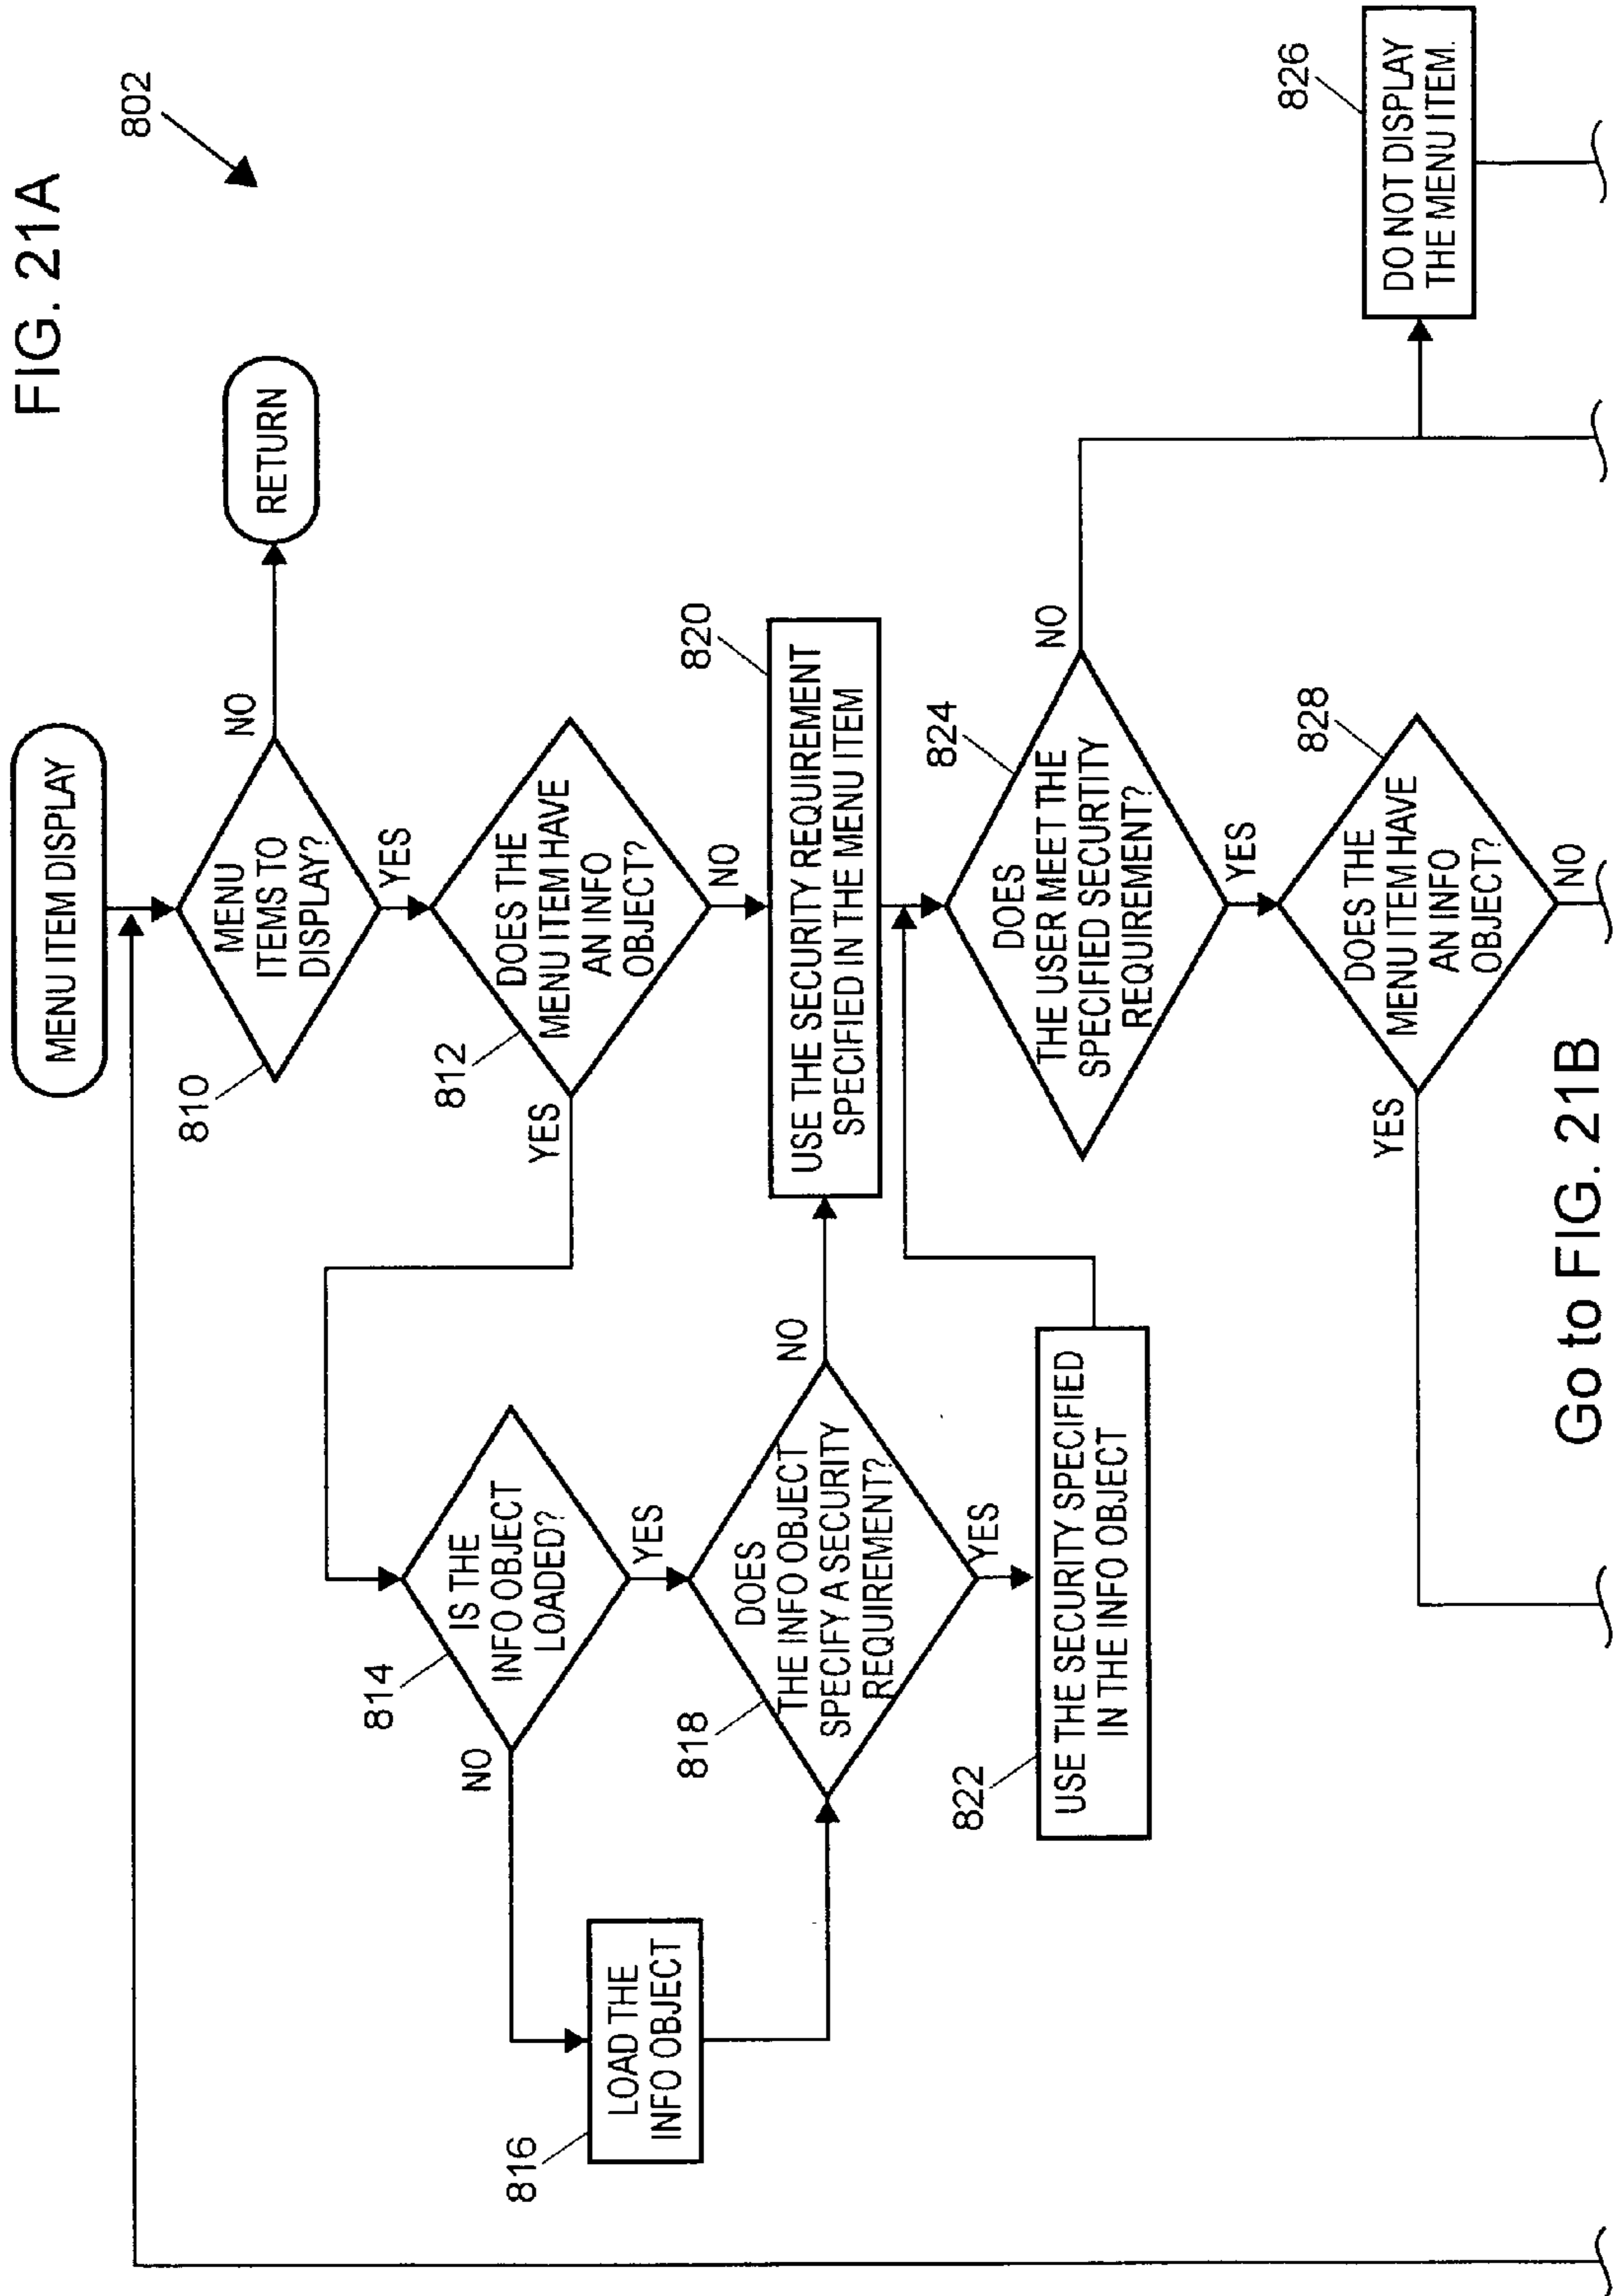 FIG. 21A
802
MENU ITEM DISPLAY
810
MENU
ITEMS TO
DISPLAY?
NO
RETURN
YES
812
DOES THE
MENU ITEM HAVE
AN INFO
OBJECT?
YES
NO
814
IS THE
INFO OBJECT
LOADED?
NO
YES
816
LOAD THE
INFO OBJECT
818
DOES
THE INFO OBJECT
SPECIFY A SECURITY
REQUIREMENT?
NO
YES
820
USE THE SECURITY REQUIREMENT
SPECIFIED IN THE MENU ITEM
822
USE THE SECURITY SPECIFIED
IN THE INFO OBJECT
824
DOES
THE USER MEET THE
SPECIFIED SECURTITY
REQUIREMENT?
NO
YES
826
DO NOT DISPLAY
THE MENU ITEM.
828
DOES THE
MENU ITEM HAVE
AN INFO
OBJECT?
YES
NO
Go to FIG. 21B